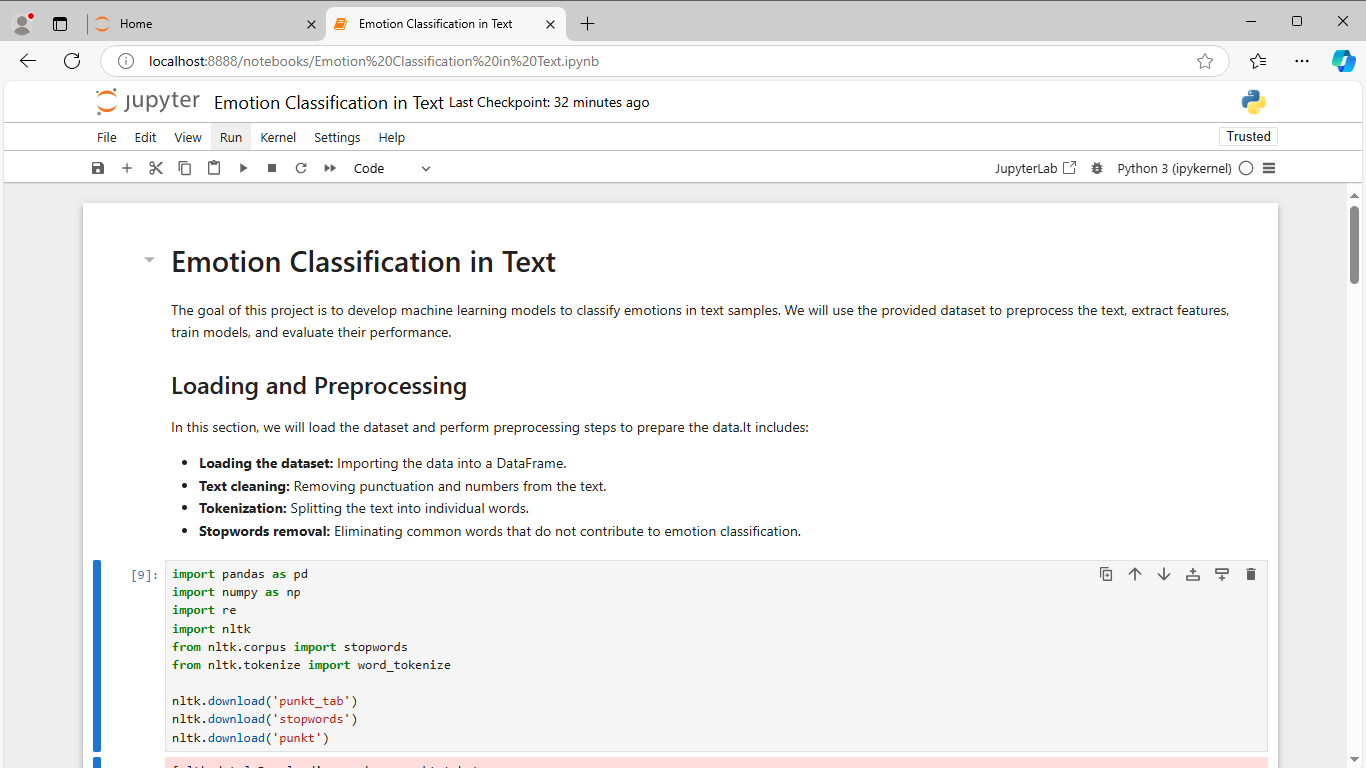 Home
Emotion Classification in Text
localhost:8888/notebooks/Emotion%20Classification%20in%20Text.ipynb
jupyter Emotion Classification in Text Last Checkpoint: 32 minutes ago
File Edit View Run Kernel Settings Help Trusted
Code JupyterLab Python 3 (ipykernel)
Emotion Classification in Text
The goal of this project is to develop machine learning models to classify emotions in text samples. We will use the provided dataset to preprocess the text, extract features,
train models, and evaluate their performance.
Loading and Preprocessing
In this section, we will load the dataset and perform preprocessing steps to prepare the data.It includes:
• Loading the dataset: Importing the data into a DataFrame.
• Text cleaning: Removing punctuation and numbers from the text.
• Tokenization: Splitting the text into individual words.
• Stopwords removal: Eliminating common words that do not contribute to emotion classification.
[9]: import pandas as pd
import numpy as np
import re
import nltk
from nltk.corpus import stopwords
from nltk.tokenize import word_tokenize
nltk.download('punkt_tab')
nltk.download('stopwords')
nltk.download('punkt')